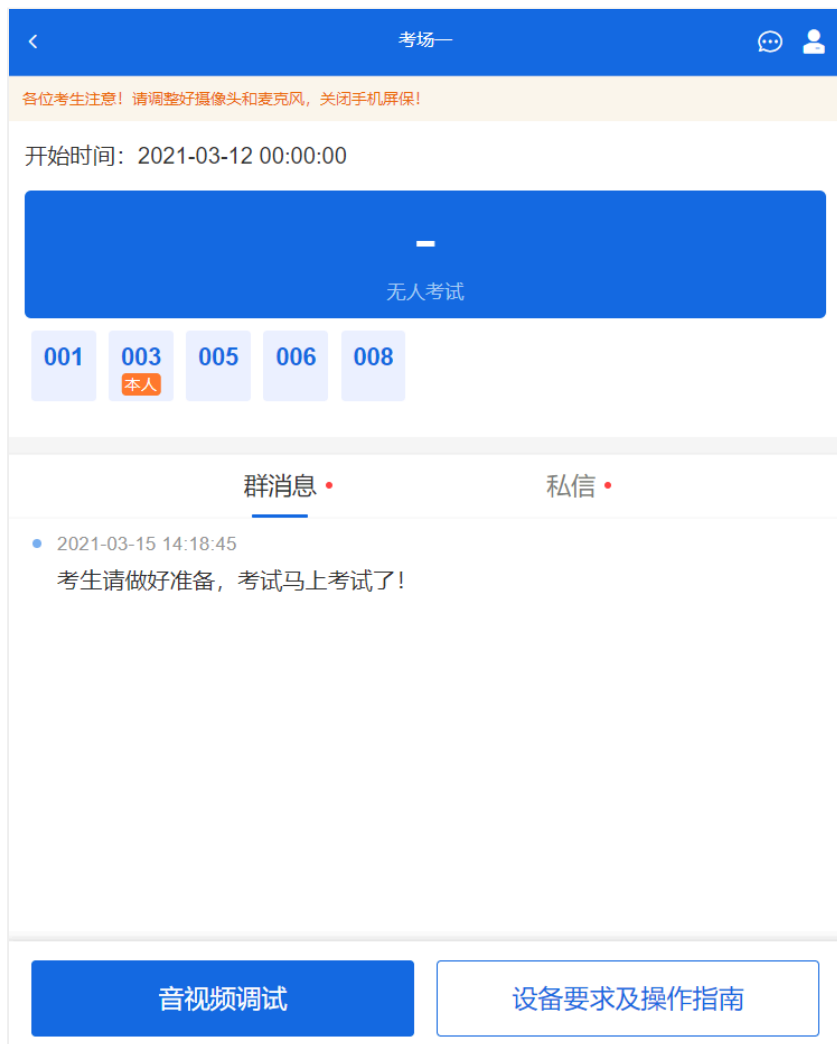 考场一
各位考生注意！请调整好摄像头和麦克风，关闭手机屏保！
开始时间：2021-03-12 00:00:00
-
无人考试
001 003 005 006 008
本人
群消息 私信
2021-03-15 14:18:45
考生请做好准备，考试马上考试了！
音视频调试 设备要求及操作指南